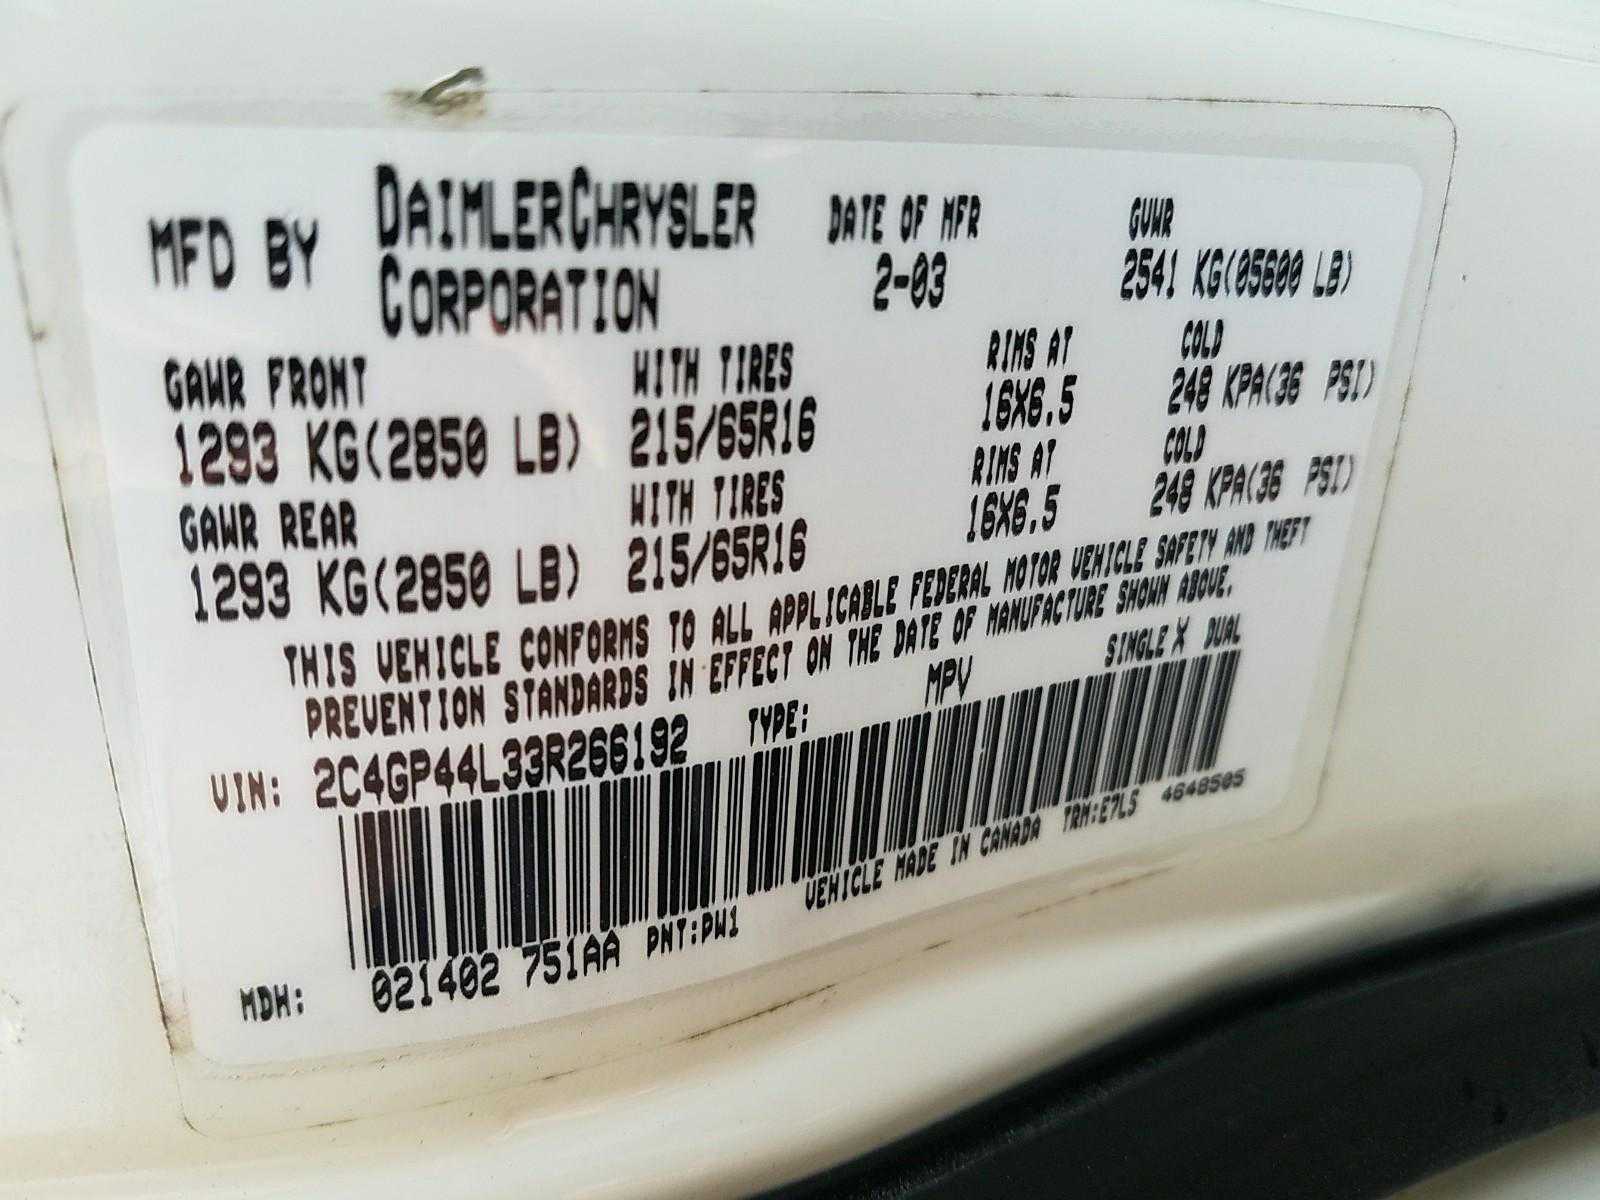 MFD BY DAIMLERCHRYSLER CORPORATION DATE OF MFR 2-03 GVWR 2541 KG(05600 LB)
GAWR FRONT WITH TIRES RIMS AT COLD
1293 KG(2850 LB) 215/65R16 16X6.5 248 KPA(36 PSI)
GAWR REAR WITH TIRES RIMS AT COLD
1293 KG(2850 LB) 215/65R16 16X6.5 248 KPA(36 PSI)
THIS VEHICLE CONFORMS TO ALL APPLICABLE FEDERAL MOTOR VEHICLE SAFETY AND THEFT
PREVENTION STANDARDS IN EFFECT ON THE DATE OF MANUFACTURE SHOWN ABOVE.
VIN: 2C4GP44L33R266192 TYPE: MPV SINGLE X DUAL
VEHICLE MADE IN CANADA TRM:E7L5 4648505
MDH: 021402 751AA PNT:PW1